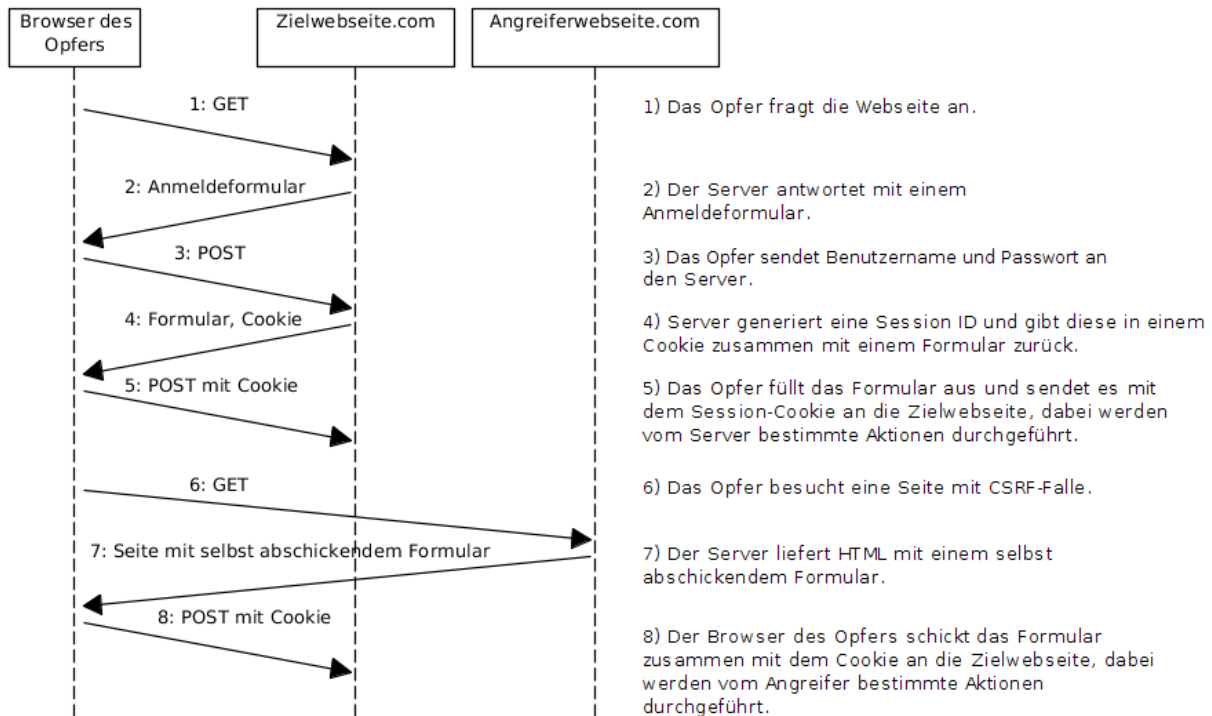 Browser des
Opfers
Zielwebseite.com
Angreiferwebseite.com
1: GET
1) Das Opfer fragt die Webseite an.
2: Anmeldeformular
2) Der Server antwortet mit einem
Anmeldeformular.
3: POST
3) Das Opfer sendet Benutzername und Passwort an
den Server.
4: Formular, Cookie
4) Server generiert eine Session ID und gibt diese in einem
Cookie zusammen mit einem Formular zurück.
5: POST mit Cookie
5) Das Opfer füllt das Formular aus und sendet es mit
dem Session-Cookie an die Zielwebseite, dabei werden
vom Server bestimmte Aktionen durchgeführt.
6: GET
6) Das Opfer besucht eine Seite mit CSRF-Falle.
7: Seite mit selbst abschickendem Formular
7) Der Server liefert HTML mit einem selbst
abschickendem Formular.
8: POST mit Cookie
8) Der Browser des Opfers schickt das Formular
zusammen mit dem Cookie an die Zielwebseite, dabei
werden vom Angreifer bestimmte Aktionen
durchgeführt.